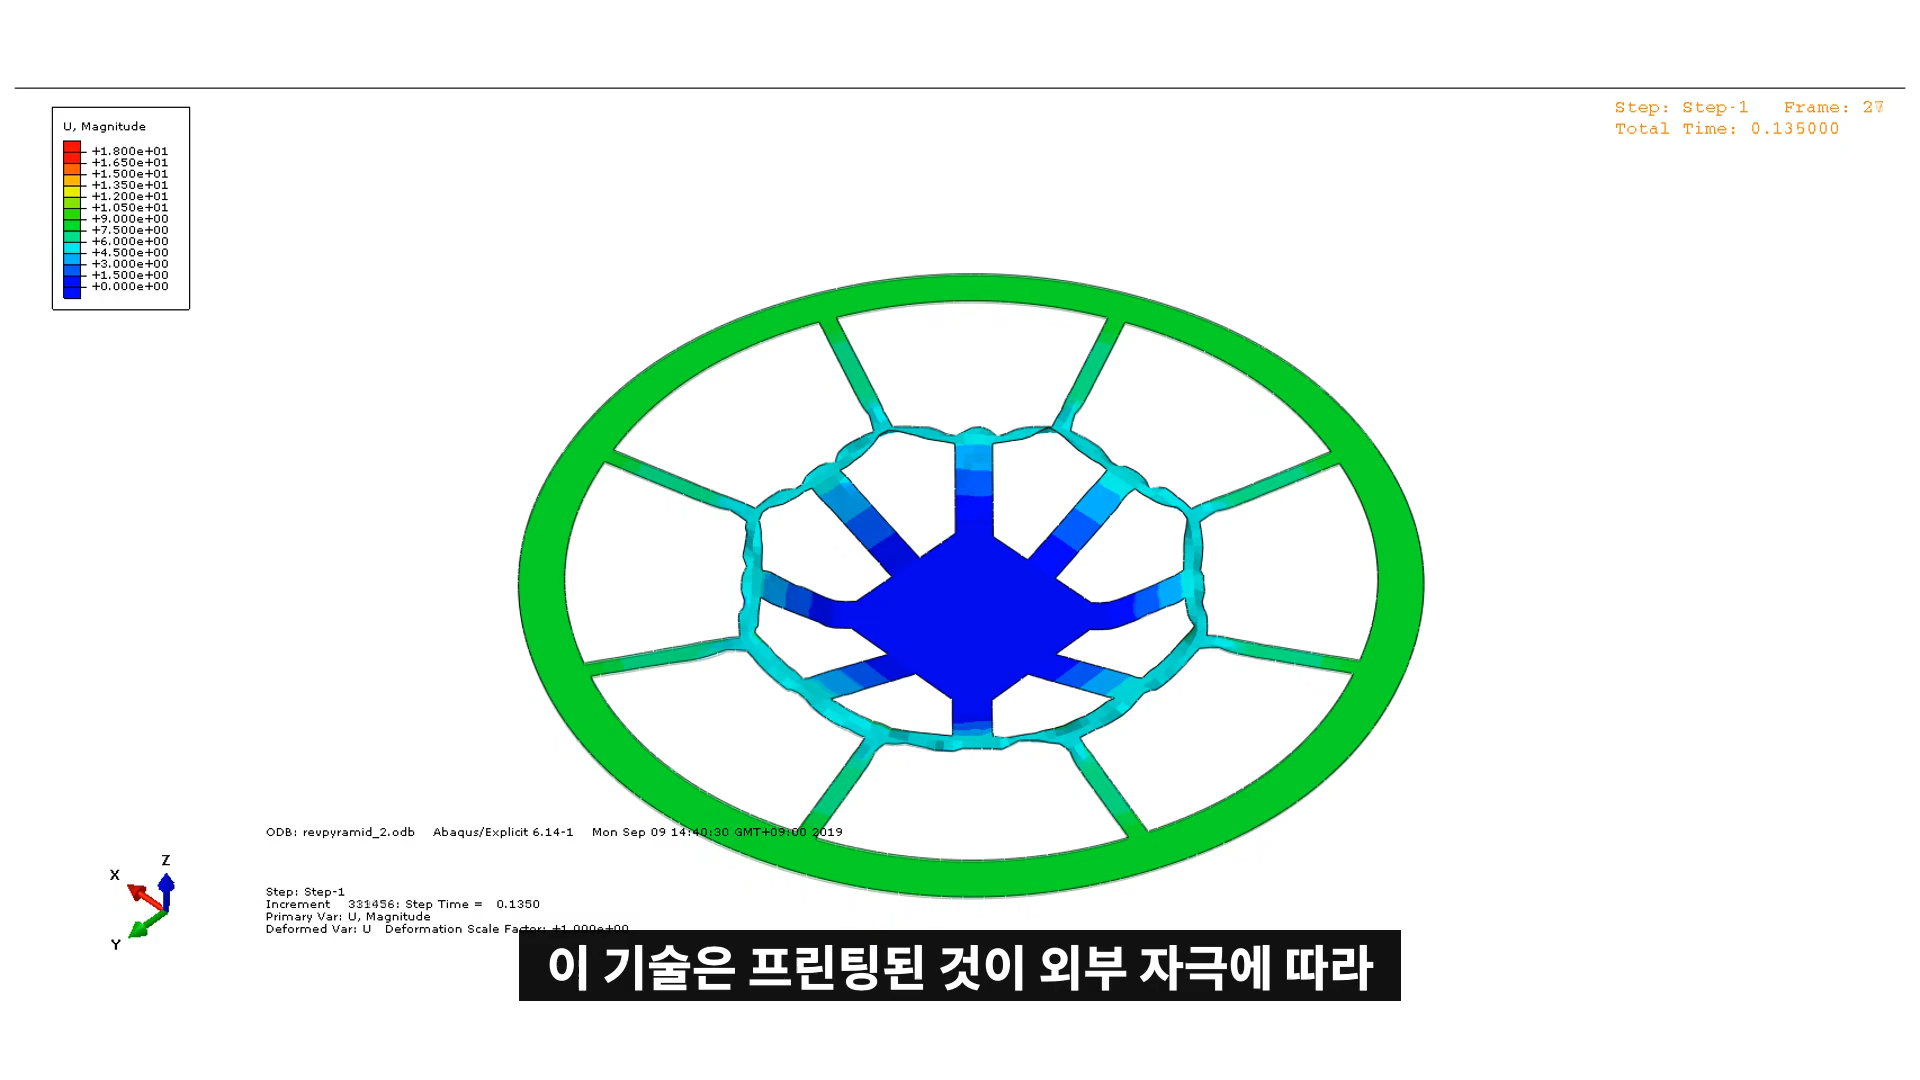 Step: Step-1 Frame:
Total Time: 0.135000
U, Magnitude
+1.800e+01
+1.650e+01
+1.500e+01
+1.350e+01
+1.200e+01
+1.050e+01
+9.000e+00
+7.500e+00
+6.000e+00
+4.500e+00
+3.000e+00
+1.500e+00
+0.000e+00
ODB: revpyramid_2.odb Abaqus/Explicit 6.14-1 Mon Sep 09 14:40:30 GMT+09:00 2019
Z
X
Y
Step: Step-1
Increment 331456: Step Time = 0.1350
Primary Var: U, Magnitude
Deformed Var: U Deformation Scale Factor: +1.000e+00
이 기술은 프린팅된 것이 외부 자극에 따라